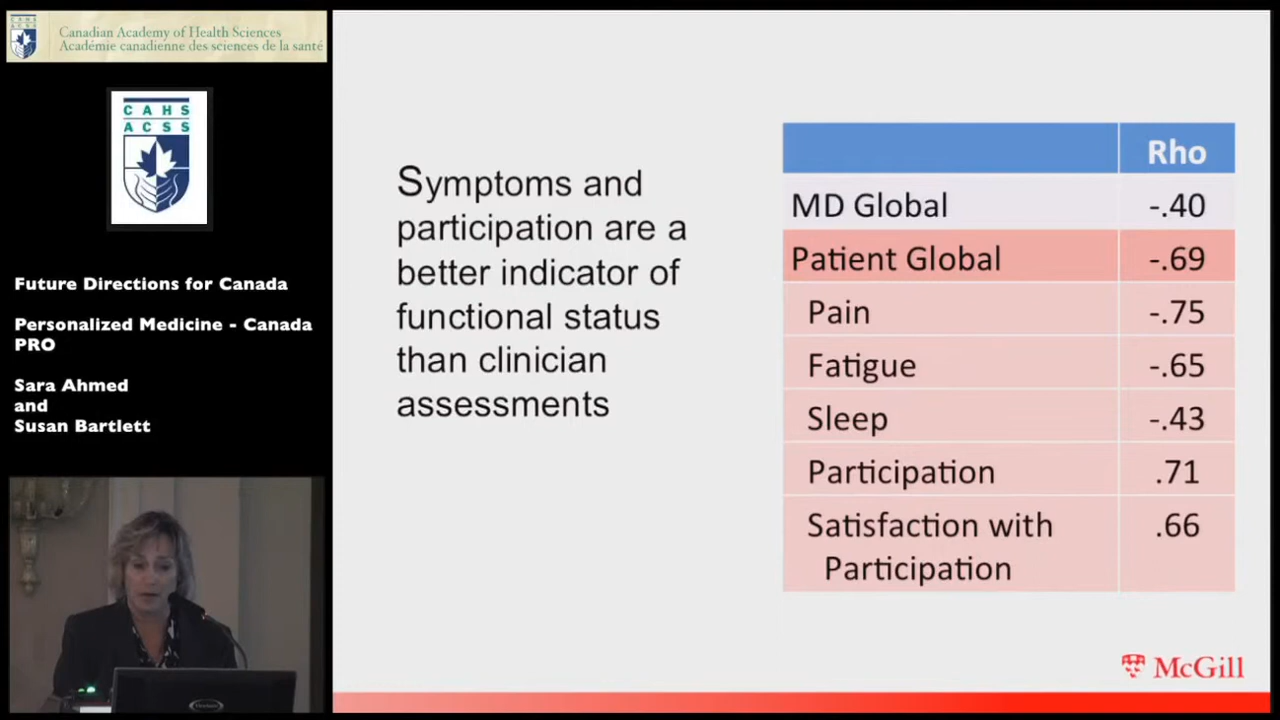 Canadian Academy of Health Sciences
Académie canadienne des sciences de la santé
CAHS
ACSS
Future Directions for Canada
Personalized Medicine - Canada
PRO
Sara Ahmed
and
Susan Bartlett
Symptoms and
participation are a
better indicator of
functional status
than clinician
assessments
Rho
MD Global -.40
Patient Global -.69
Pain -.75
Fatigue -.65
Sleep -.43
Participation .71
Satisfaction with .66
Participation
McGill